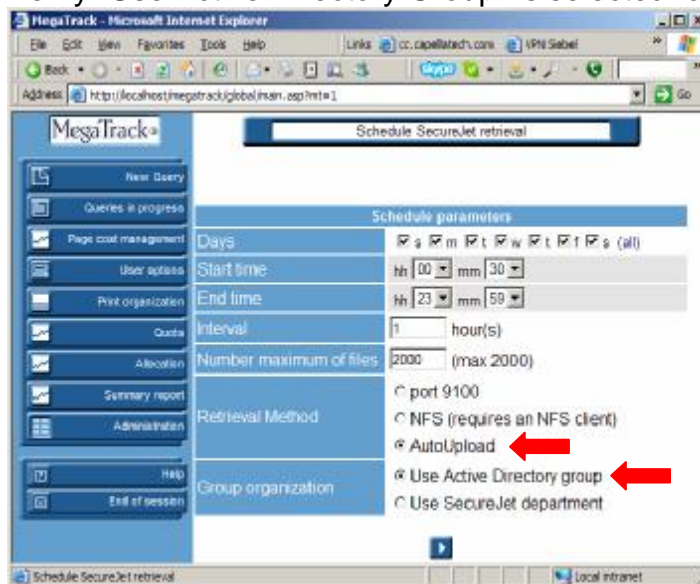 MegaTrack - Microsoft Internet Explorer
File Edit View Favorites Tools Help Links cc.capellatech.com VPN Siebel
Back
Address http://localhost/megatrack/global/main.asp?mt=1 Go
MegaTrack
Schedule SecureJet retrieval
New Query
Queries in progress
Page cost management
User options
Print organization
Quota
Allocation
Summary report
Administration
Help
End of session
Schedule parameters
Days s m t w t f s (all)
Start time hh 00 mm 30
End time hh 23 mm 59
Interval 1 hour(s)
Number maximum of files 2000 (max 2000)
Retrieval Method
port 9100
NFS (requires an NFS client)
AutoUpload
Group organization
Use Active Directory group
Use SecureJet department
Schedule SecureJet retrieval Local intranet